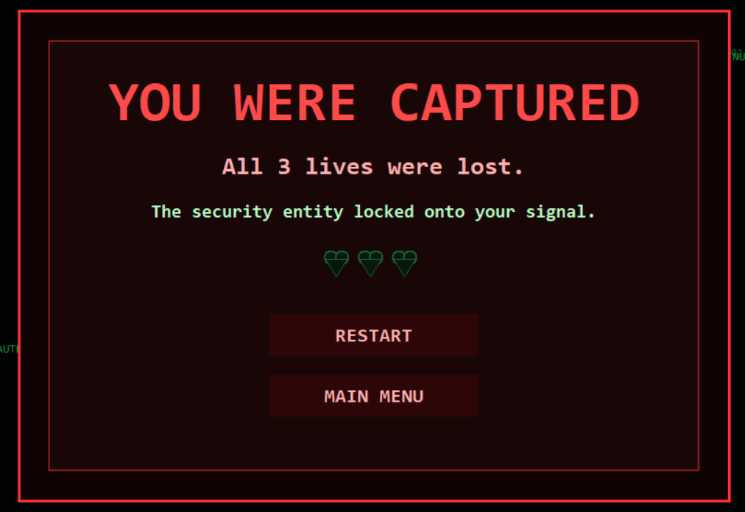 YOU WERE CAPTURED
All 3 lives were lost.
The security entity locked onto your signal.
RESTART
MAIN MENU